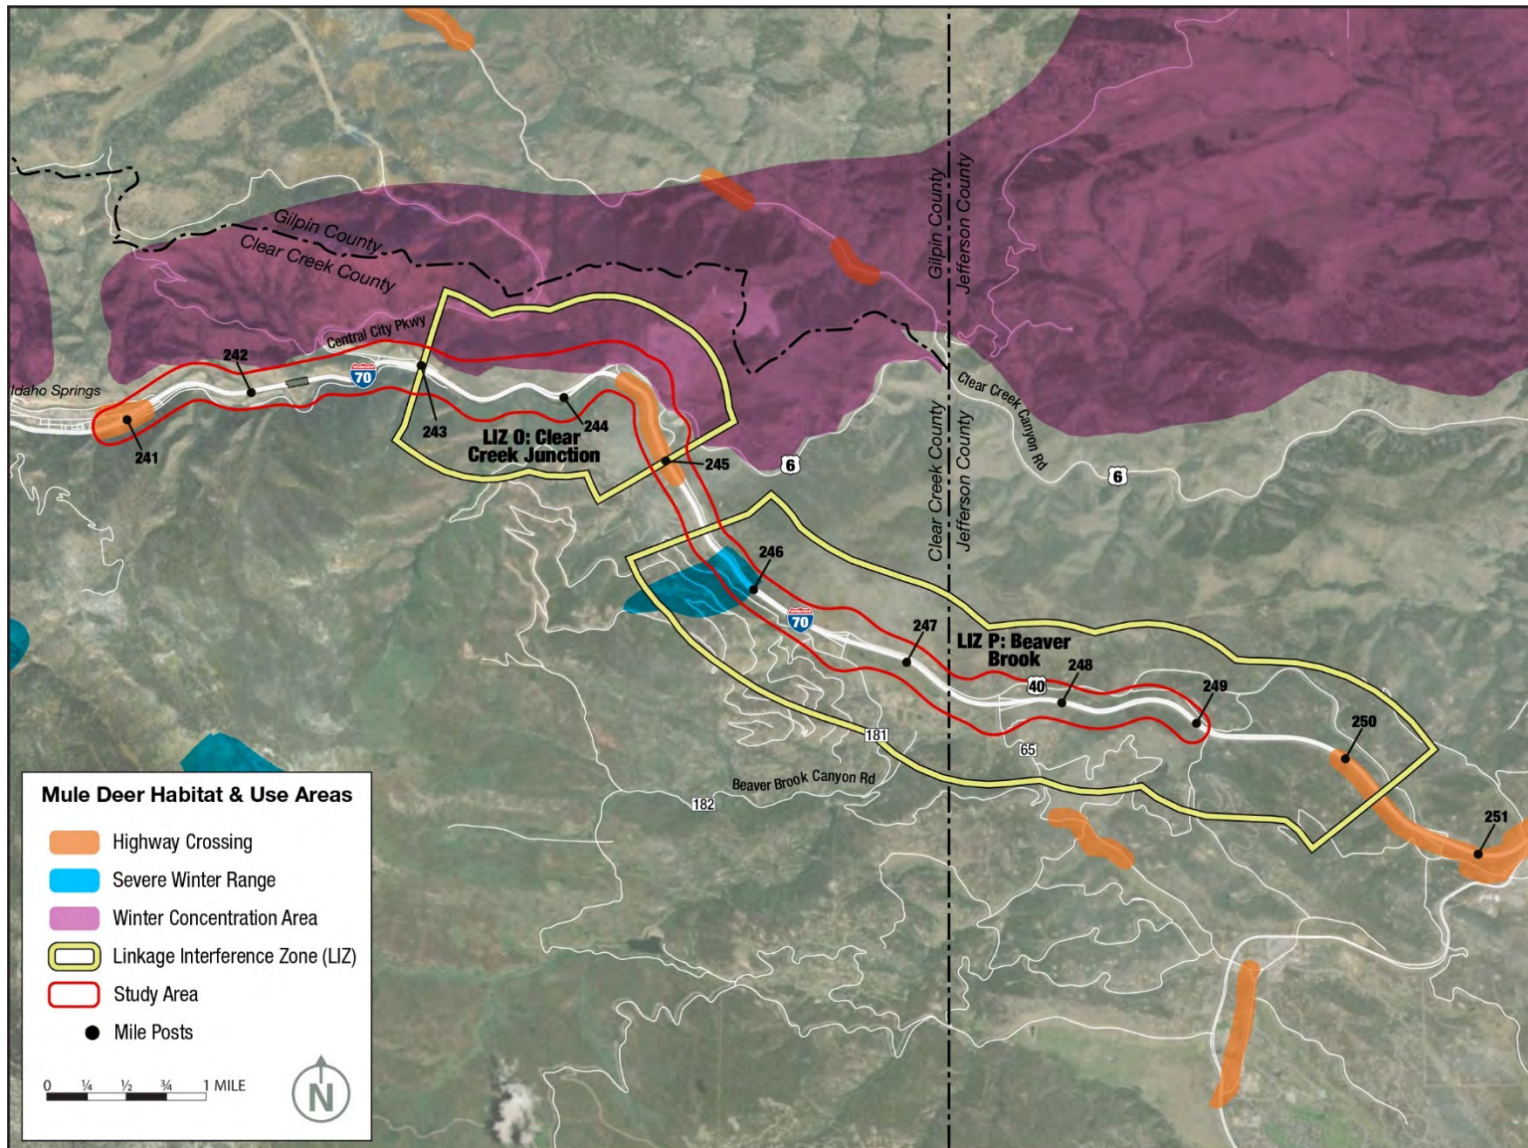 Gilpin County
Clear Creek County
Gilpin County
Jefferson County
Central City Pkwy
242
70
Idaho Springs
241
243
244
LIZ O: Clear
Creek Junction
245
6
Clear Creek Canyon Rd
6
Clear Creek County
Jefferson County
246
70
247
LIZ P: Beaver
Brook
40
248
249
250
181
65
Beaver Brook Canyon Rd
182
251
Mule Deer Habitat & Use Areas
Highway Crossing
Severe Winter Range
Winter Concentration Area
Linkage Interference Zone (LIZ)
Study Area
Mile Posts
0 ¼ ½ ¾ 1 MILE
N